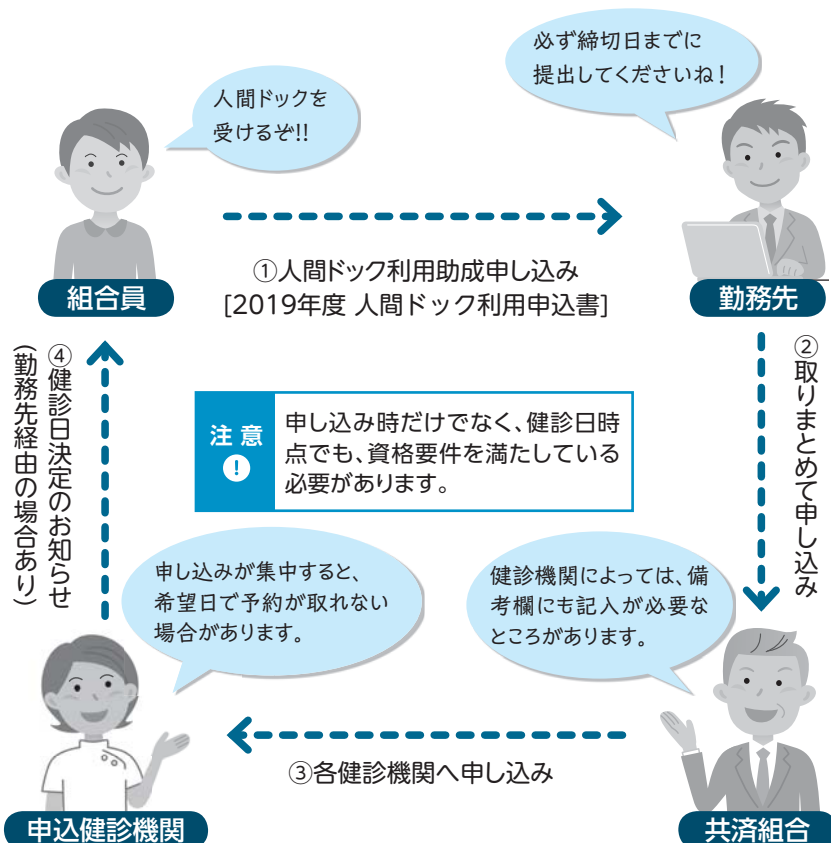 人間ドックを
受けるぞ!!
必ず締切日までに
提出してくださいね！
組合員
①人間ドック利用助成申し込み
[2019年度 人間ドック利用申込書]
勤務先
②取りまとめて申し込み
④健診日決定のお知らせ
（勤務先経由の場合あり）
注意
!
申し込み時だけでなく、健診日時
点でも、資格要件を満たしている
必要があります。
申し込みが集中すると、
希望日で予約が取れない
場合があります。
健診機関によっては、備
考欄にも記入が必要な
ところがあります。
③各健診機関へ申し込み
申込健診機関
共済組合